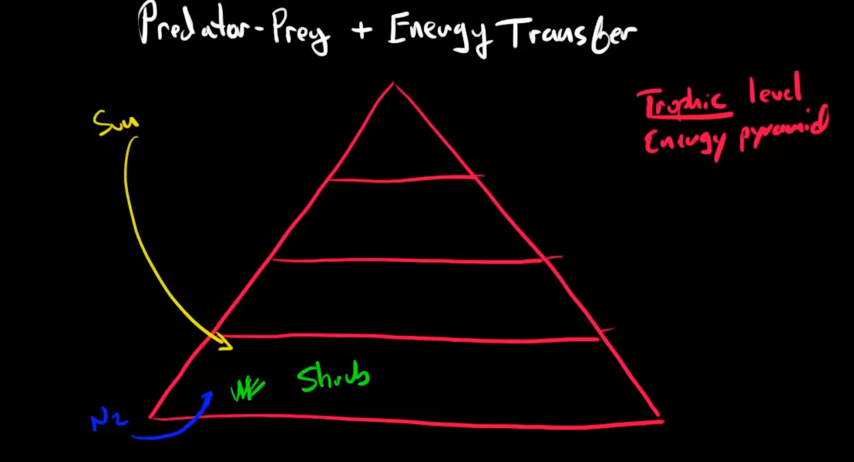 Predator-Prey + Energy Transfer
Trophic level
Energy pyramid
Sun
Shrub
N2